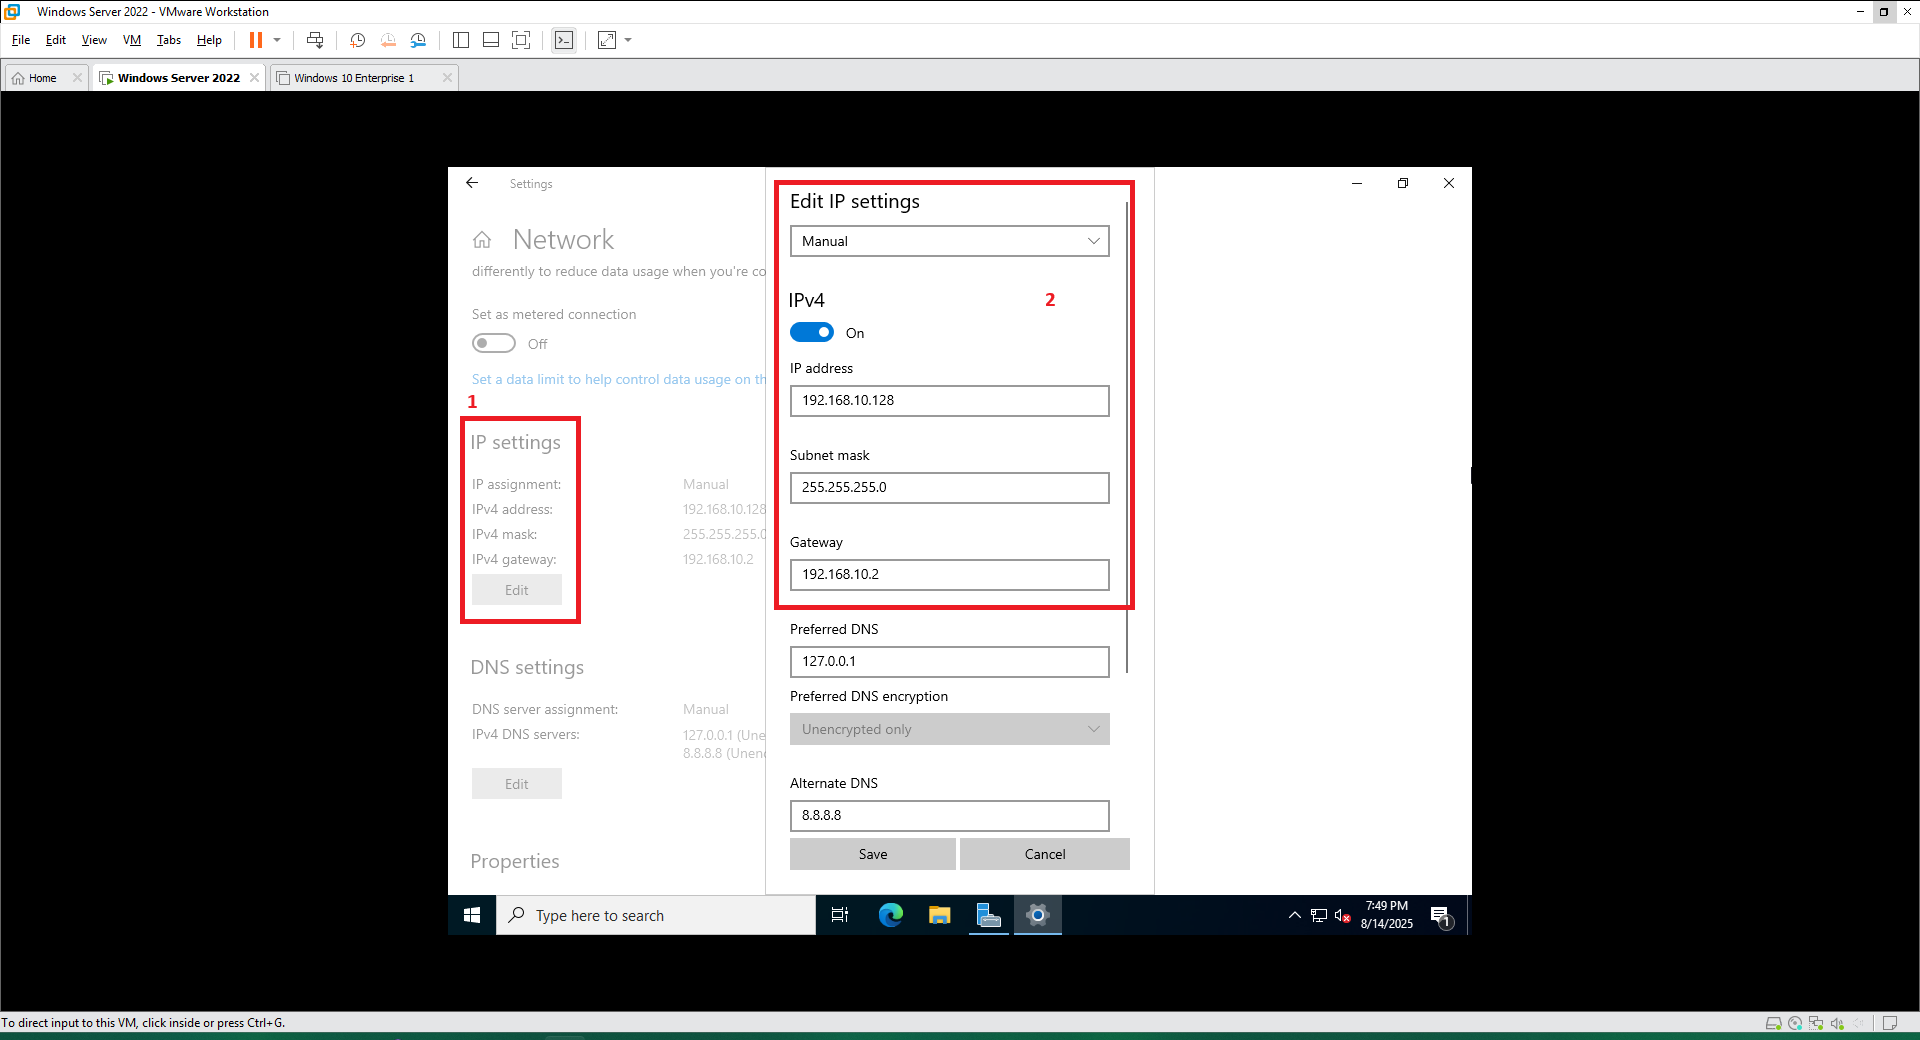 Windows Server 2022 - VMware Workstation
File Edit View VM Tabs Help
Home
Windows Server 2022
Windows 10 Enterprise 1
Settings
Network
differently to reduce data usage when you're co
Set as metered connection
Off
Set a data limit to help control data usage on th
1
IP settings
IP assignment: Manual
IPv4 address: 192.168.10.128
IPv4 mask: 255.255.255.0
IPv4 gateway: 192.168.10.2
Edit
DNS settings
DNS server assignment: Manual
IPv4 DNS servers: 127.0.0.1 (Une
8.8.8.8 (Unen
Edit
Properties
Edit IP settings
Manual
IPv4
2
On
IP address
192.168.10.128
Subnet mask
255.255.255.0
Gateway
192.168.10.2
Preferred DNS
127.0.0.1
Preferred DNS encryption
Unencrypted only
Alternate DNS
8.8.8.8
Save Cancel
Type here to search
7:49 PM
8/14/2025
1
To direct input to this VM, click inside or press Ctrl+G.